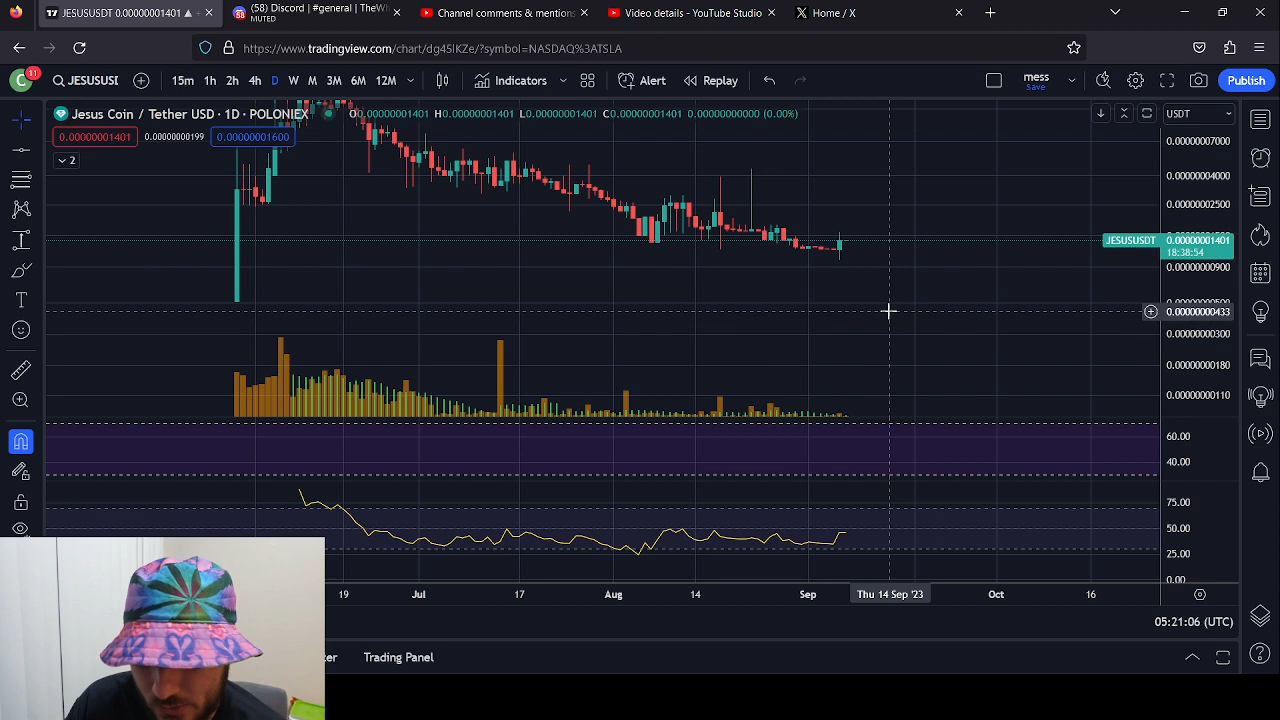 JESUSUSDT 0.00000001401
(58) Discord | #general | TheWh
MUTED
Channel comments & mentions
Video details - YouTube Studio
Home / X
https://www.tradingview.com/chart/dg45lKZe/?symbol=NASDAQ%3ATSLA
C
11
JESUSUSI
15m
1h
2h
4h
D
W
M
3M
6M
12M
Indicators
Alert
Replay
mess
Save
Publish
Jesus Coin / Tether USD · 1D · POLONIEX
O0.00000001401 H0.00000001401 L0.00000001401 C0.00000001401 0.00000000000 (0.00%)
USDT
0.00000001401
0.00000000199
0.00000001600
2
0.00000007000
0.00000004000
0.00000002500
JESUSUSDT
0.00000001401
18:38:54
0.00000000900
0.00000000433
0.00000000300
0.00000000180
0.00000000110
60.00
40.00
75.00
50.00
25.00
0.00
19
Jul
17
Aug
14
Sep
Thu 14 Sep '23
Oct
16
05:21:06 (UTC)
Trading Panel